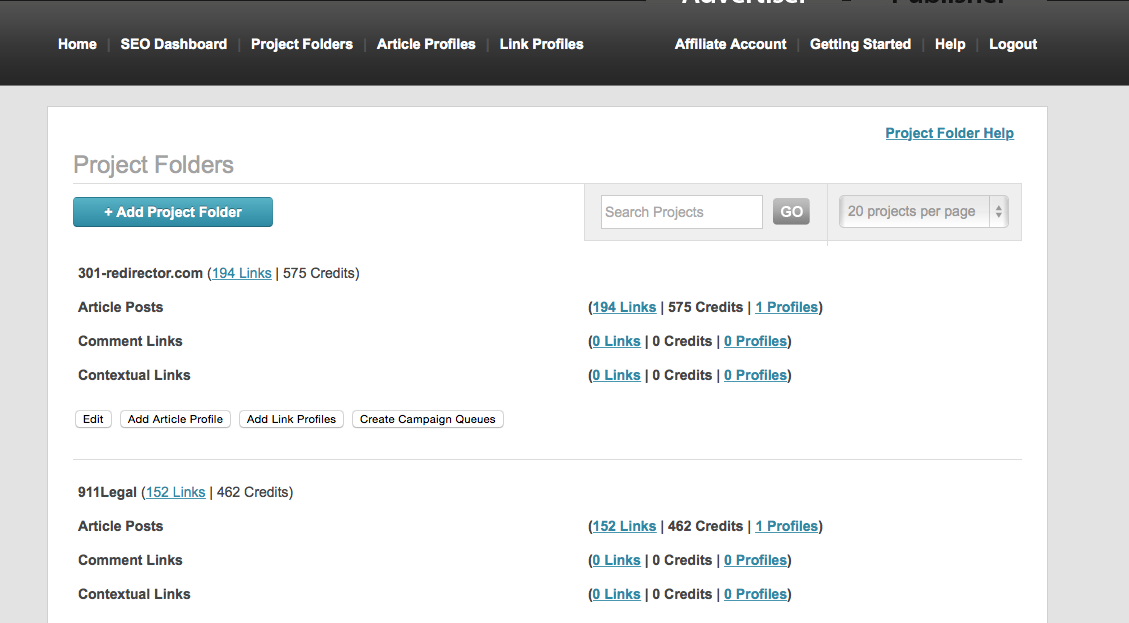 Advertiser Publisher
Home | SEO Dashboard | Project Folders | Article Profiles | Link Profiles Affiliate Account | Getting Started | Help | Logout
Project Folder Help
Project Folders
+ Add Project Folder Search Projects GO 20 projects per page
301-redirector.com (194 Links | 575 Credits)
Article Posts (194 Links | 575 Credits | 1 Profiles)
Comment Links (0 Links | 0 Credits | 0 Profiles)
Contextual Links (0 Links | 0 Credits | 0 Profiles)
Edit Add Article Profile Add Link Profiles Create Campaign Queues
911Legal (152 Links | 462 Credits)
Article Posts (152 Links | 462 Credits | 1 Profiles)
Comment Links (0 Links | 0 Credits | 0 Profiles)
Contextual Links (0 Links | 0 Credits | 0 Profiles)